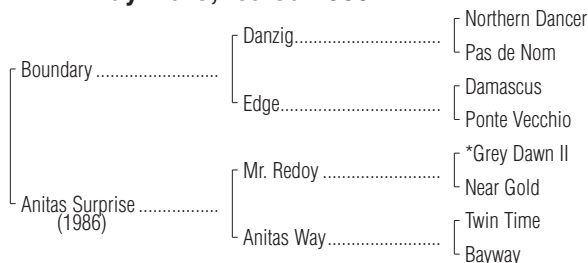 Northern Dancer
Danzig
Pas de Nom
Boundary
Damascus
Edge
Ponte Vecchio
*Grey Dawn II
Mr. Redoy
Near Gold
Anitas Surprise
(1986)
Twin Time
Anitas Way
Bayway